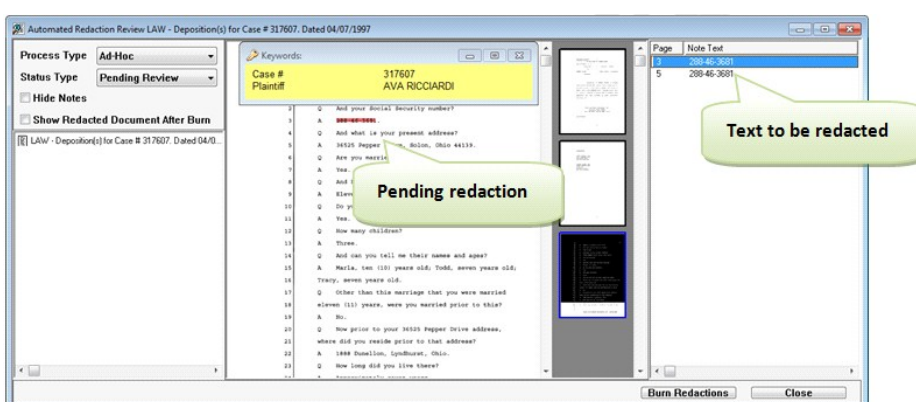 Automated Redaction Review LAW - Deposition(s) for Case # 317607. Dated 04/07/1997
Process Type Ad-Hoc
Status Type Pending Review
Hide Notes
Show Redacted Document After Burn
LAW - Deposition(s) for Case # 317607. Dated 04/0...
Keywords:
Case # 317607
Plaintiff AVA RICCIARDI
2 Q And your Social Security number?
3 A
4 Q And what is your present address?
5 A 36525 Pepper Solon, Ohio 44139.
6 Q Are you
7 A Yes.
8 Q And
9 A
10 Q Do
11 A Yes.
12 Q How many children?
13 A Three.
14 Q And can you tell me their names and ages?
15 A Marla, ten (10) years old; Todd, seven years old;
16 Tracy, seven years old.
17 Q Other than this marriage that you were married
18 eleven (11) years, were you married prior to this?
19 A No.
20 Q Now prior to your 36525 Pepper Drive address,
21 where did you reside prior to that address?
22 A 1888 Dunellon, Lyndhurst, Ohio.
23 Q How long did you live there?
Pending redaction
Page Note Text
3 288-46-3681
5 288-46-3681
Text to be redacted
Burn Redactions Close